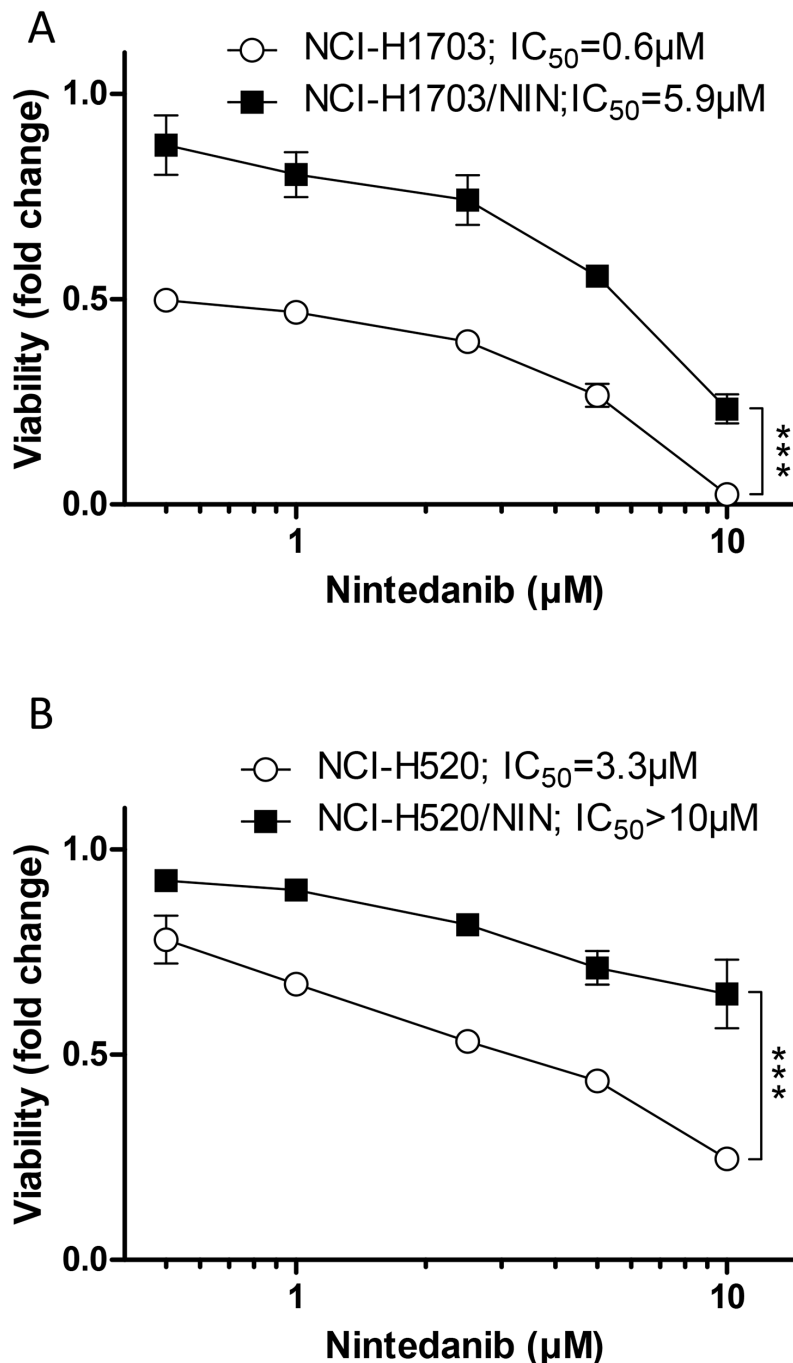 A
NCI-H1703; IC50=0.6µM
NCI-H1703/NIN;IC50=5.9µM
1.0
0.5
0.0
Viability (fold change)
***
1
10
Nintedanib (µM)
B
NCI-H520; IC50=3.3µM
NCI-H520/NIN; IC50>10µM
1.0
0.5
0.0
Viability (fold change)
***
1
10
Nintedanib (µM)